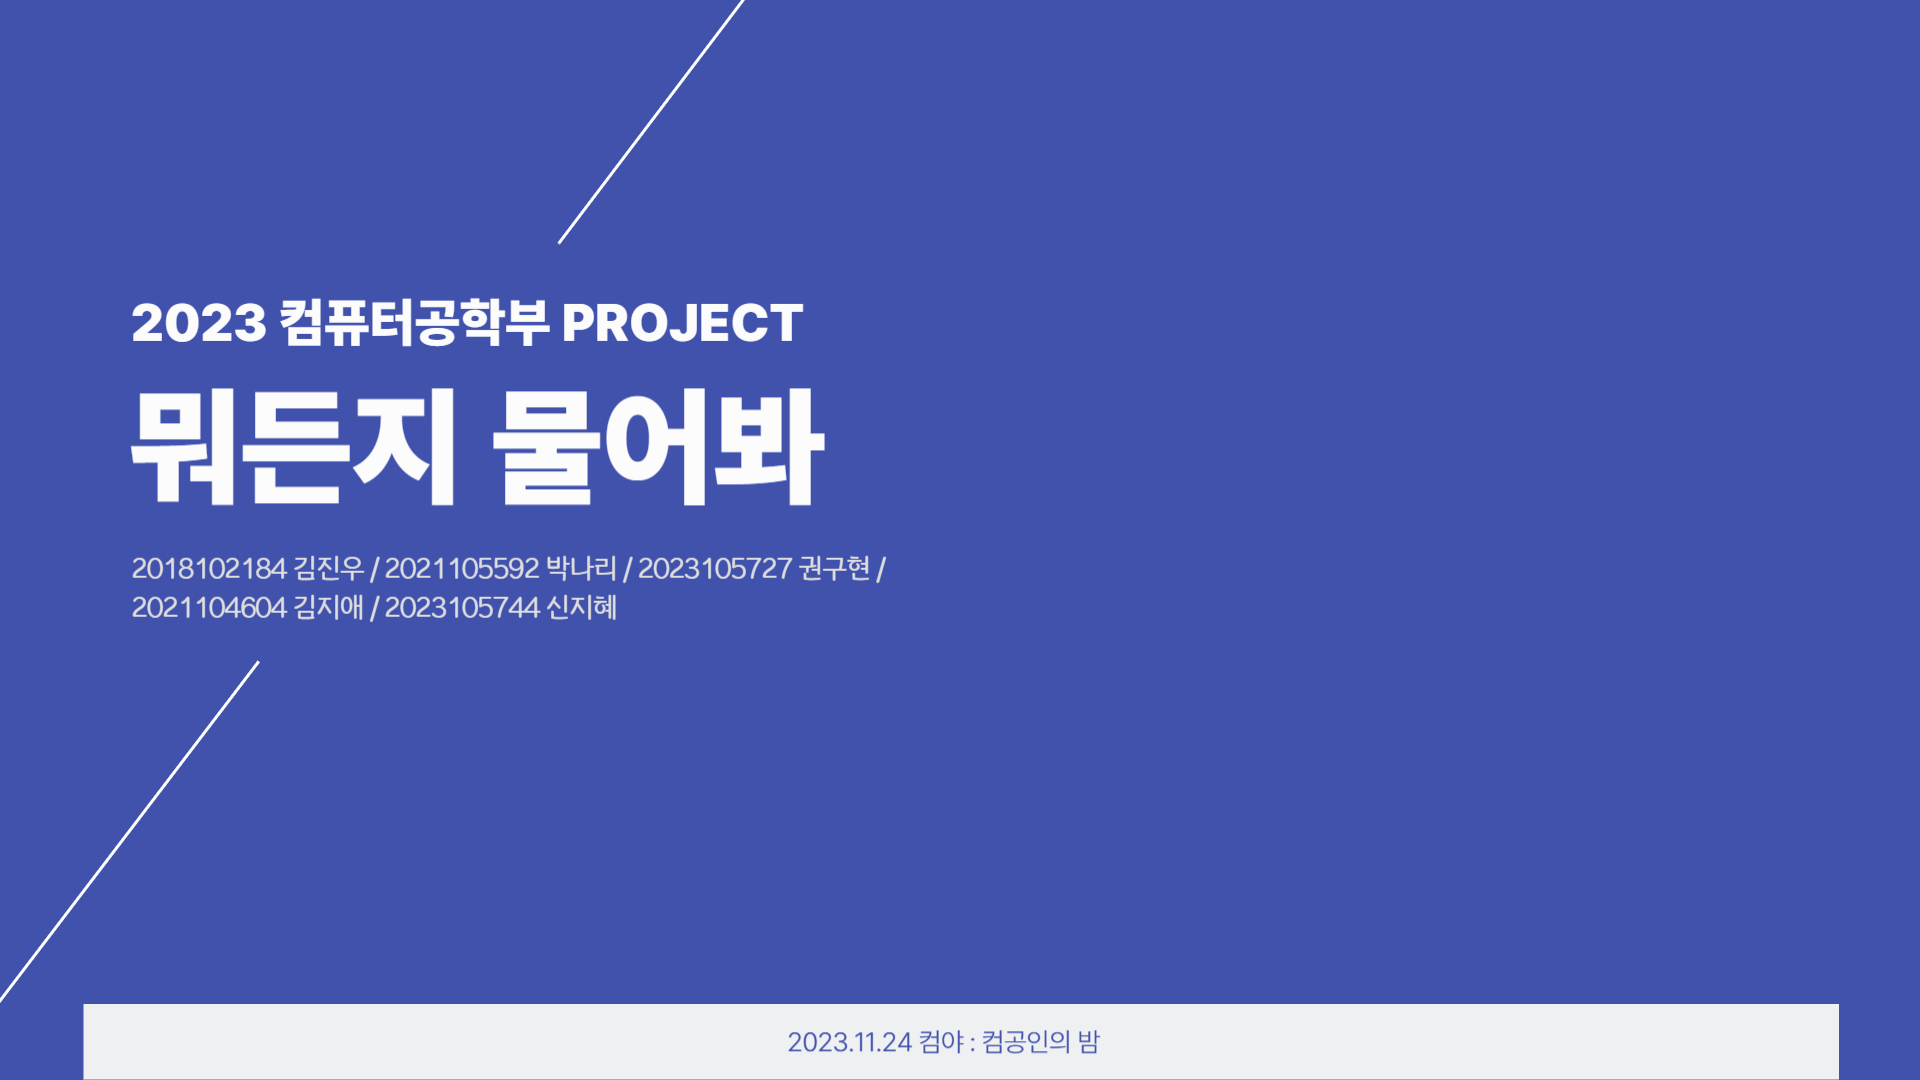 2023 컴퓨터공학부 PROJECT
뭐든지 물어봐
2018102184 김진우 / 2021105592 박나리 / 2023105727 권구현 /
2021104604 김지애 / 2023105744 신지혜
2023.11.24 컴야 : 컴공인의 밤